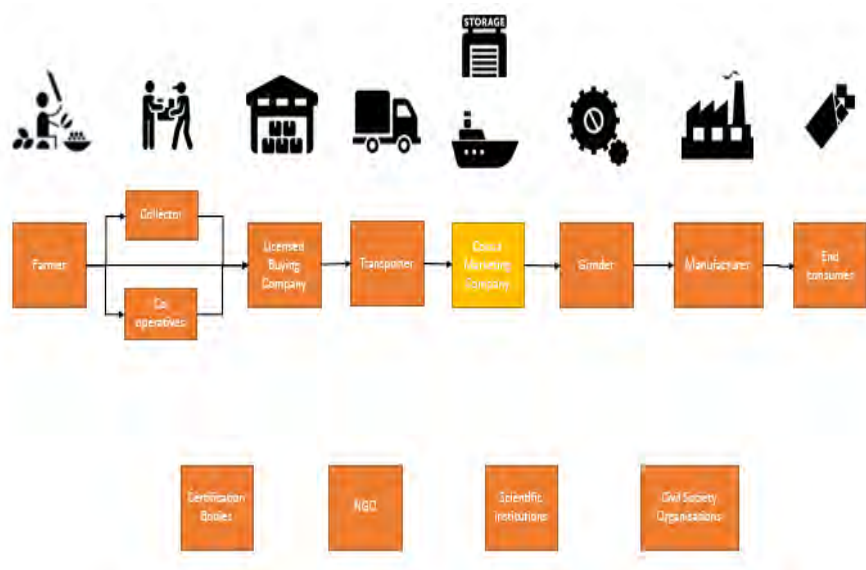 STORAGE
Collector
Farmer
Licensed
Buying
Company
Transporter
Cocoa
Marketing
Company
Grinder
Manufacturer
End
consumer
Co
operatives
Certification
Bodies
NGO
Scientific
Institutions
Civil Society
Organisations